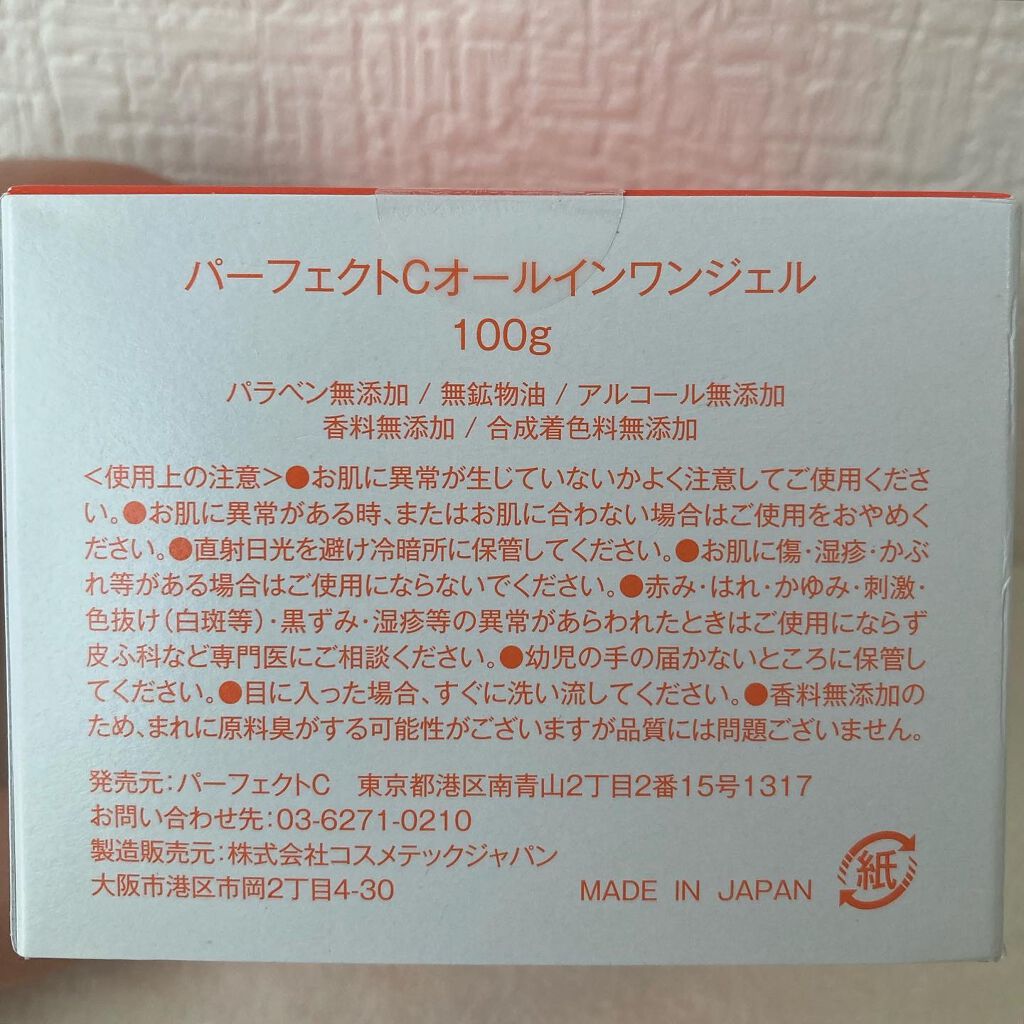 パーフェクトCオールインワンジェル
100g
パラベン無添加 / 無鉱物油 / アルコール無添加
香料無添加 / 合成着色料無添加
<使用上の注意>●お肌に異常が生じていないかよく注意してご使用くださ
い。●お肌に異常がある時、またはお肌に合わない場合はご使用をおやめく
ださい。●直射日光を避け冷暗所に保管してください。●お肌に傷・湿疹・かぶ
れ等がある場合はご使用にならないでください。●赤み・はれ・かゆみ・刺激・
色抜け(白斑等)・黒ずみ・湿疹等の異常があらわれたときはご使用にならず
皮ふ科など専門医にご相談ください。●幼児の手の届かないところに保管し
てください。●目に入った場合、すぐに洗い流してください。●香料無添加の
ため、まれに原料臭がする可能性がございますが品質には問題ございません。
発売元:パーフェクトC 東京都港区南青山2丁目2番15号1317
お問い合わせ先:03-6271-0210
製造販売元:株式会社コスメテックジャパン
大阪市港区市岡2丁目4-30
MADE IN JAPAN
紙